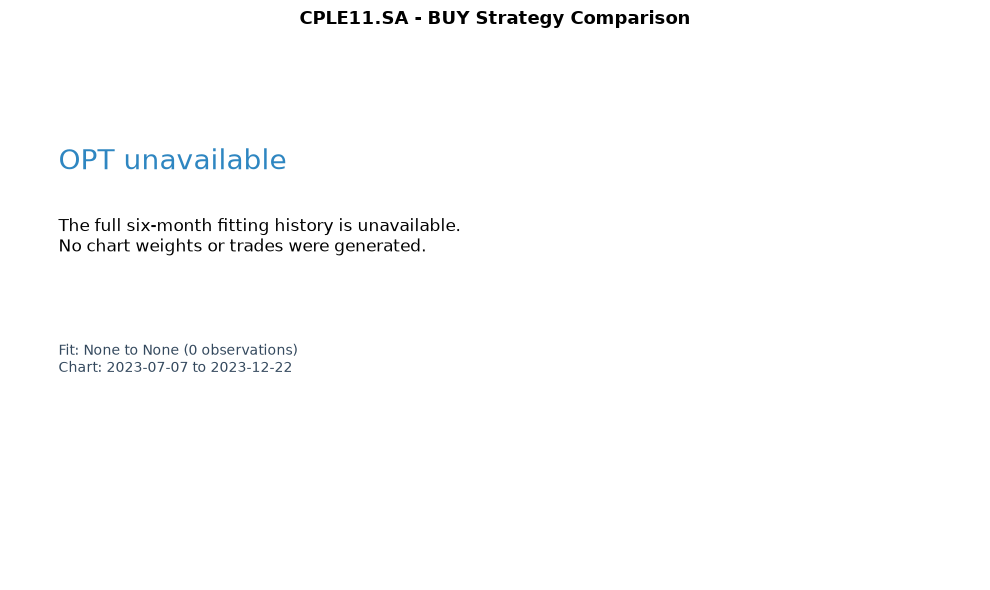 CPLE11.SA - BUY Strategy Comparison
OPT unavailable
The full six-month fitting history is unavailable.
No chart weights or trades were generated.
Fit: None to None (0 observations)
Chart: 2023-07-07 to 2023-12-22